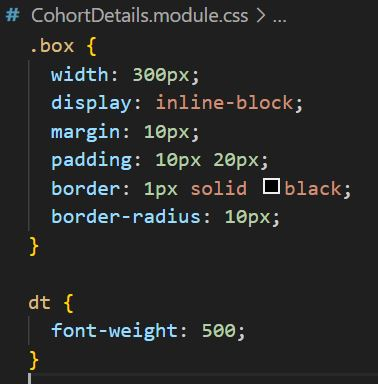 # CohortDetails.module.css > ...
.box {
  width: 300px;
  display: inline-block;
  margin: 10px;
  padding: 10px 20px;
  border: 1px solid black;
  border-radius: 10px;
}

dt {
  font-weight: 500;
}